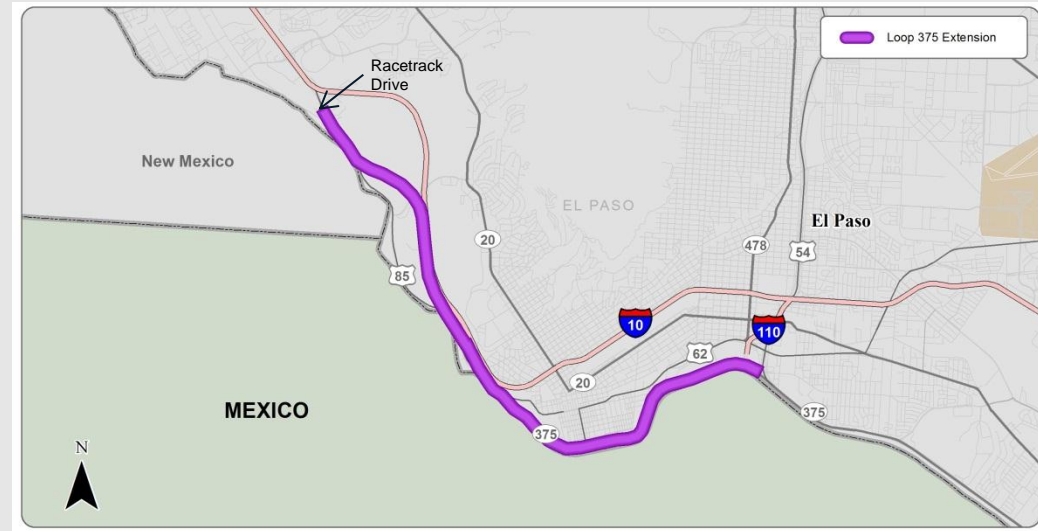 Loop 375 Extension
Racetrack
Drive
New Mexico
EL PASO
El Paso
20
478
54
85
10
110
62
20
MEXICO
375
375
N